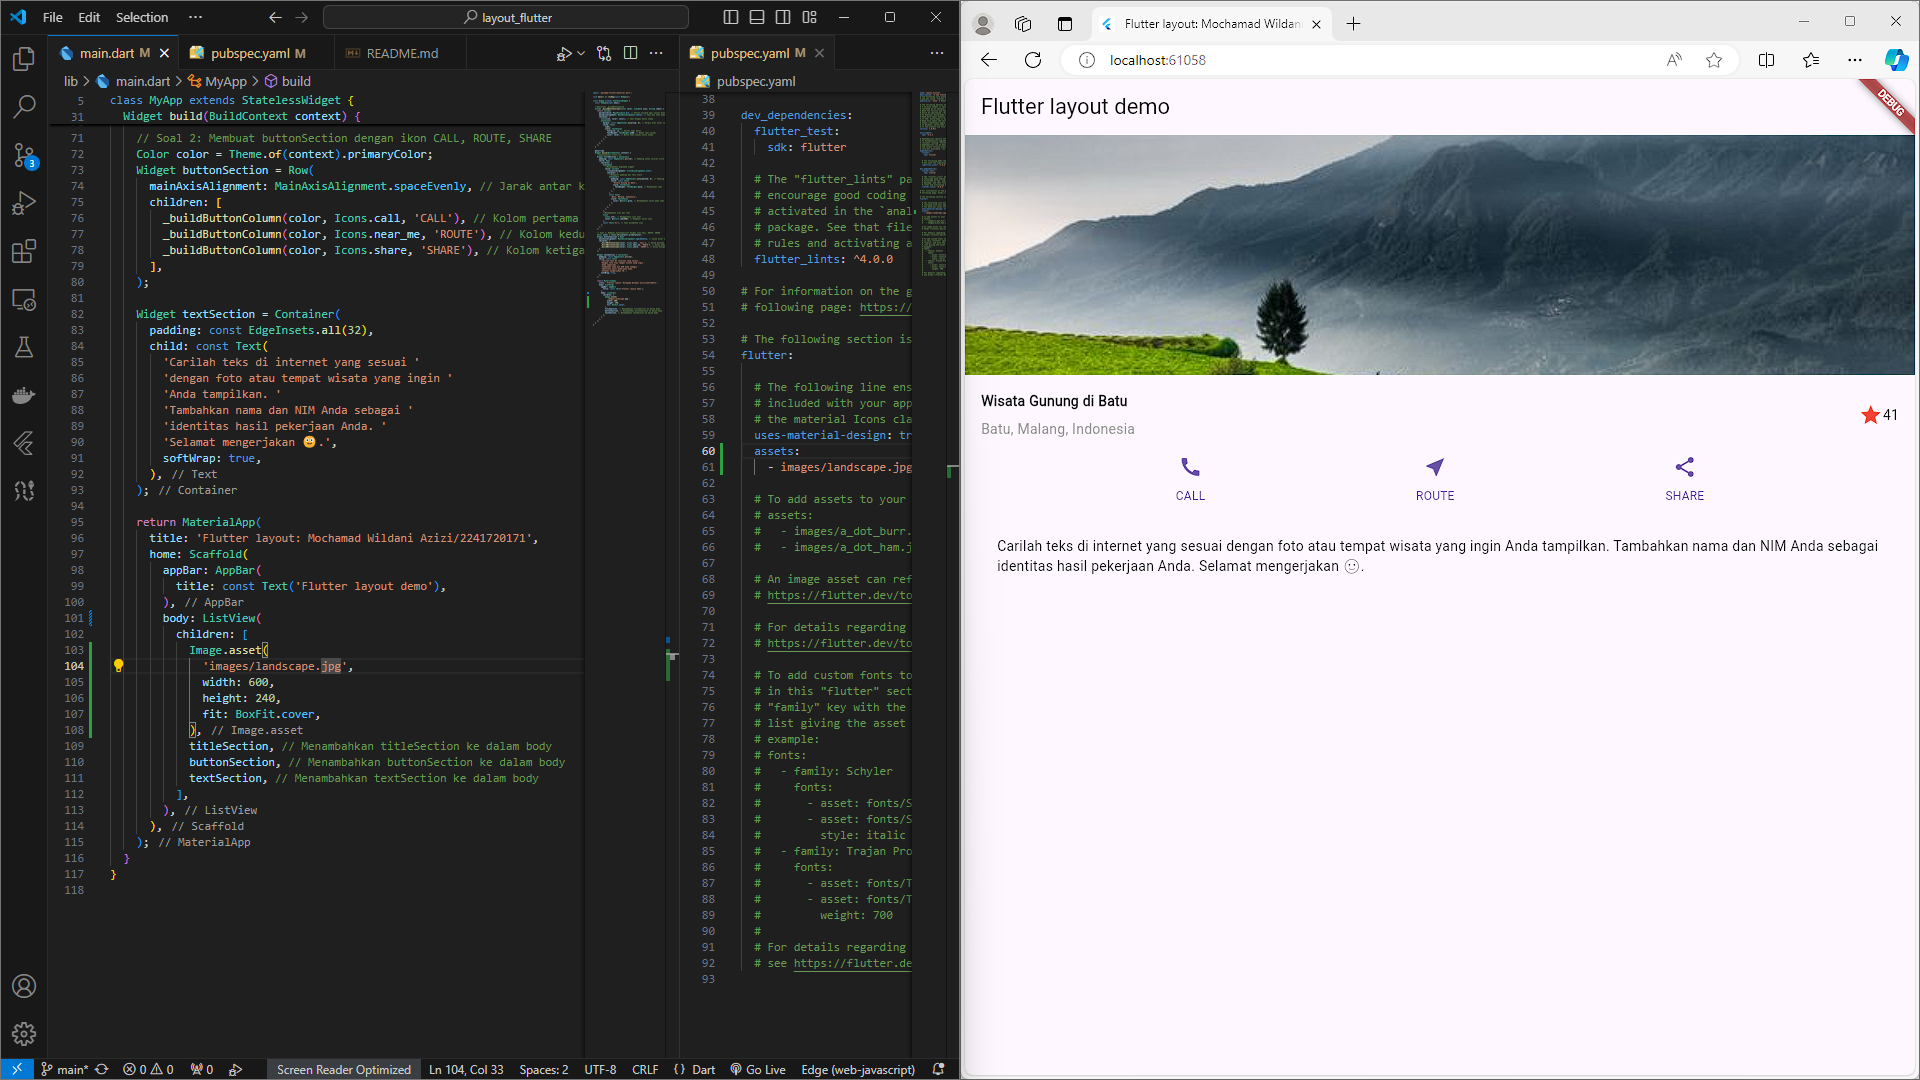 File Edit Selection ··· layout_flutter
main.dart M pubspec.yaml M README.md
lib > main.dart > MyApp > build
5 class MyApp extends StatelessWidget {
31 Widget build(BuildContext context) {
71 // Soal 2: Membuat buttonSection dengan ikon CALL, ROUTE, SHARE
72 Color color = Theme.of(context).primaryColor;
73 Widget buttonSection = Row(
74 mainAxisAlignment: MainAxisAlignment.spaceEvenly, // Jarak antar k
75 children: [
76 _buildButtonColumn(color, Icons.call, 'CALL'), // Kolom pertama
77 _buildButtonColumn(color, Icons.near_me, 'ROUTE'), // Kolom kedu
78 _buildButtonColumn(color, Icons.share, 'SHARE'), // Kolom ketiga
79 ],
80 );
81
82 Widget textSection = Container(
83 padding: const EdgeInsets.all(32),
84 child: const Text(
85 'Carilah teks di internet yang sesuai '
86 'dengan foto atau tempat wisata yang ingin '
87 'Anda tampilkan. '
88 'Tambahkan nama dan NIM Anda sebagai '
89 'identitas hasil pekerjaan Anda. '
90 'Selamat mengerjakan 🙂.',
91 softWrap: true,
92 ), // Text
93 ); // Container
94
95 return MaterialApp(
96 title: 'Flutter layout: Mochamad Wildani Azizi/2241720171',
97 home: Scaffold(
98 appBar: AppBar(
99 title: const Text('Flutter layout demo'),
100 ), // AppBar
101 body: ListView(
102 children: [
103 Image.asset(
104 'images/landscape.jpg',
105 width: 600,
106 height: 240,
107 fit: BoxFit.cover,
108 ), // Image.asset
109 titleSection, // Menambahkan titleSection ke dalam body
110 buttonSection, // Menambahkan buttonSection ke dalam body
111 textSection, // Menambahkan textSection ke dalam body
112 ],
113 ), // ListView
114 ), // Scaffold
115 ); // MaterialApp
116 }
117 }
118
pubspec.yaml M
pubspec.yaml
38
39 dev_dependencies:
40 flutter_test:
41 sdk: flutter
42
43 # The "flutter_lints" pa
44 # encourage good coding
45 # activated in the `anal
46 # package. See that file
47 # rules and activating a
48 flutter_lints: ^4.0.0
49
50 # For information on the g
51 # following page: https://
52
53 # The following section is
54 flutter:
55
56 # The following line ens
57 # included with your app
58 # the material Icons cla
59 uses-material-design: tr
60 assets:
61 - images/landscape.jpg
62
63 # To add assets to your
64 # assets:
65 # - images/a_dot_burr.
66 # - images/a_dot_ham.j
67
68 # An image asset can ref
69 # https://flutter.dev/to
70
71 # For details regarding
72 # https://flutter.dev/to
73
74 # To add custom fonts to
75 # in this "flutter" sect
76 # "family" key with the
77 # list giving the asset
78 # example:
79 # fonts:
80 # - family: Schyler
81 # fonts:
82 # - asset: fonts/S
83 # - asset: fonts/S
84 # style: italic
85 # - family: Trajan Pro
86 # fonts:
87 # - asset: fonts/T
88 # - asset: fonts/T
89 # weight: 700
90 #
91 # For details regarding
92 # see https://flutter.de
93
3
main* 0 0 0 Screen Reader Optimized Ln 104, Col 33 Spaces: 2 UTF-8 CRLF {} Dart Go Live Edge (web-javascript)
Flutter layout: Mochamad Wildan
localhost:61058
Flutter layout demo
DEBUG
Wisata Gunung di Batu
Batu, Malang, Indonesia
41
CALL ROUTE SHARE
Carilah teks di internet yang sesuai dengan foto atau tempat wisata yang ingin Anda tampilkan. Tambahkan nama dan NIM Anda sebagai
identitas hasil pekerjaan Anda. Selamat mengerjakan 🙂.